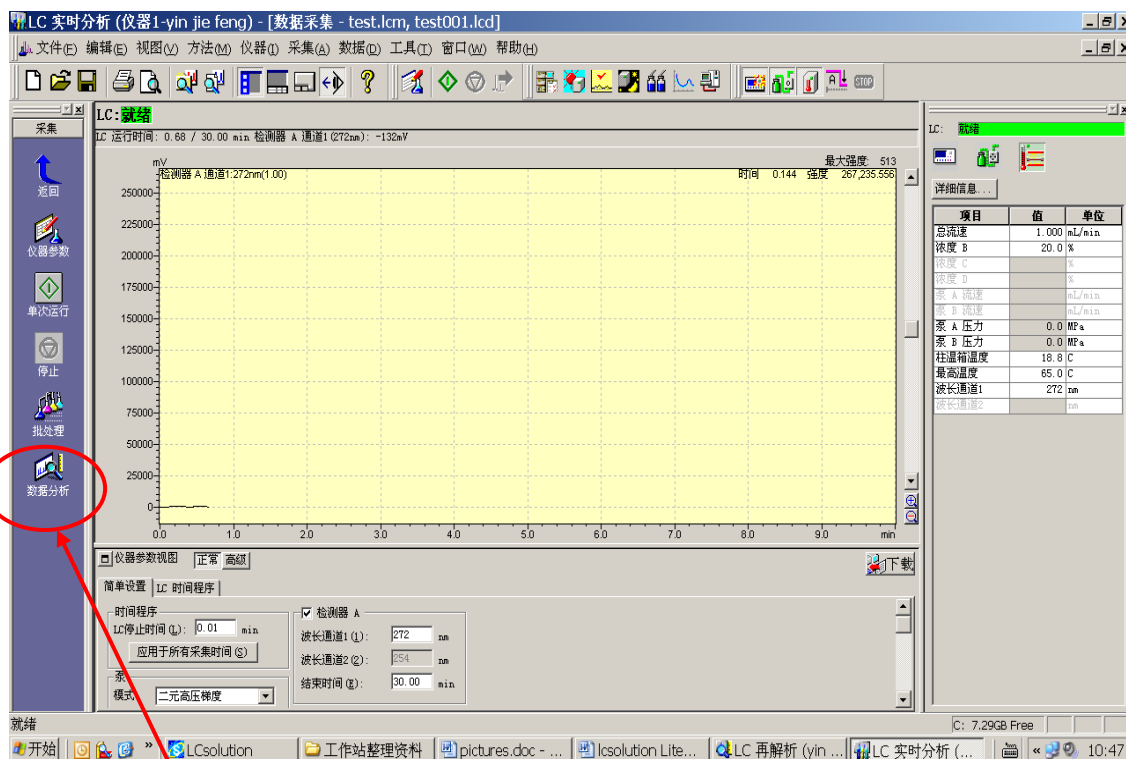 LC 实时分析 (仪器1-yin jie feng) - [数据采集 - test.lcm, test001.lcd]
文件(F) 编辑(E) 视图(V) 方法(M) 仪器(I) 采集(A) 数据(D) 工具(T) 窗口(W) 帮助(H)
STOP
采集
返回
仪器参数
单次运行
停止
批处理
数据分析
LC:就绪
LC 运行时间: 0.68 / 30.00 min 检测器 A 通道1(272nm): -132mV
mV
最大强度: 513
检测器 A 通道1:272nm(1.00)
时间 0.144 强度 267,235.556
250000
225000
200000
175000
150000
125000
100000
75000
50000
25000
0
0.0 1.0 2.0 3.0 4.0 5.0 6.0 7.0 8.0 9.0 min
仪器参数视图 正常 高级 下载
简单设置 LC 时间程序
时间程序
LC停止时间(L): 0.01 min
应用于所有采集时间(S)
泵
模式: 二元高压梯度
检测器 A
波长通道1(1): 272 nm
波长通道2(2): 254 nm
结束时间(E): 30.00 min
LC: 就绪
详细信息...
项目 值 单位
总流速 1.000 mL/min
浓度 B 20.0 %
浓度 C %
浓度 D %
泵 A 流速 mL/min
泵 B 流速 mL/min
泵 A 压力 0.0 MPa
泵 B 压力 0.0 MPa
柱温箱温度 18.8 C
最高温度 65.0 C
波长通道1 272 nm
波长通道2 nm
就绪
C: 7.29GB Free
开始 LCsolution 工作站整理资料 pictures.doc - ... lcsolution Lite... LC 再解析 (yin ... LC 实时分析 (... 10:47